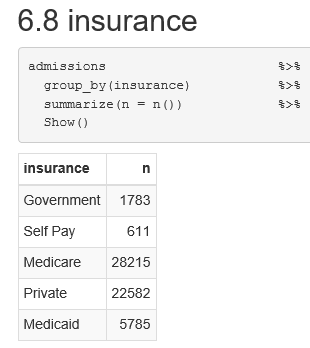 6.8 insurance
admissions %>%
group_by(insurance) %>%
summarize(n = n()) %>%
Show()
insurance n
Government 1783
Self Pay 611
Medicare 28215
Private 22582
Medicaid 5785